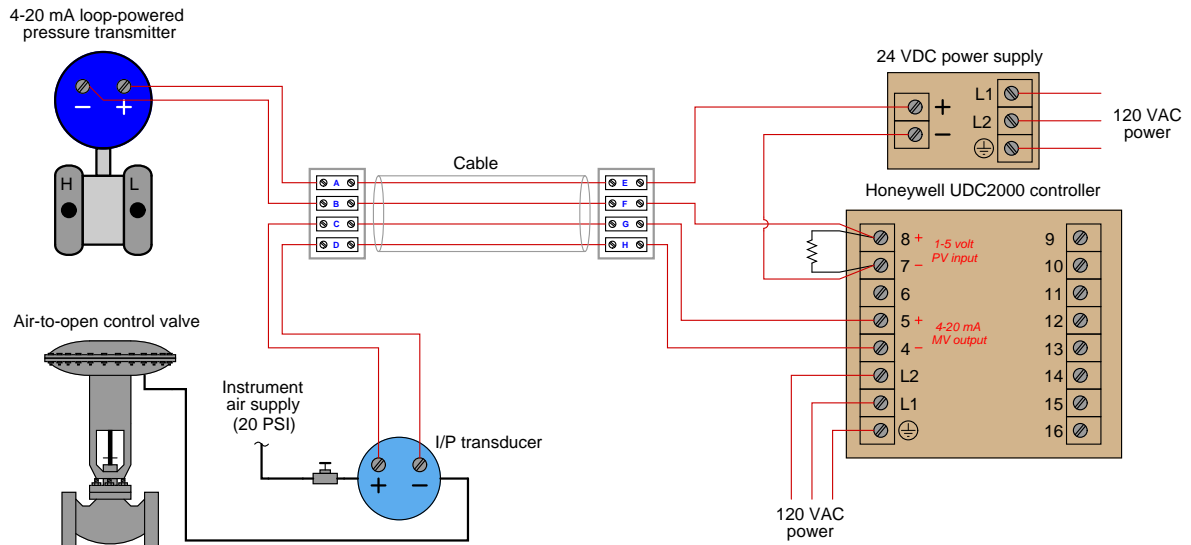 4-20 mA loop-powered
pressure transmitter
− +
H L
Cable
A
B
C
D
E
F
G
H
24 VDC power supply
+
−
L1
L2
120 VAC
power
Honeywell UDC2000 controller
8 +
7 −
1-5 volt
PV input
6
5 +
4 −
4-20 mA
MV output
L2
L1
9
10
11
12
13
14
15
16
120 VAC
power
Air-to-open control valve
Instrument
air supply
(20 PSI)
I/P transducer
+ −